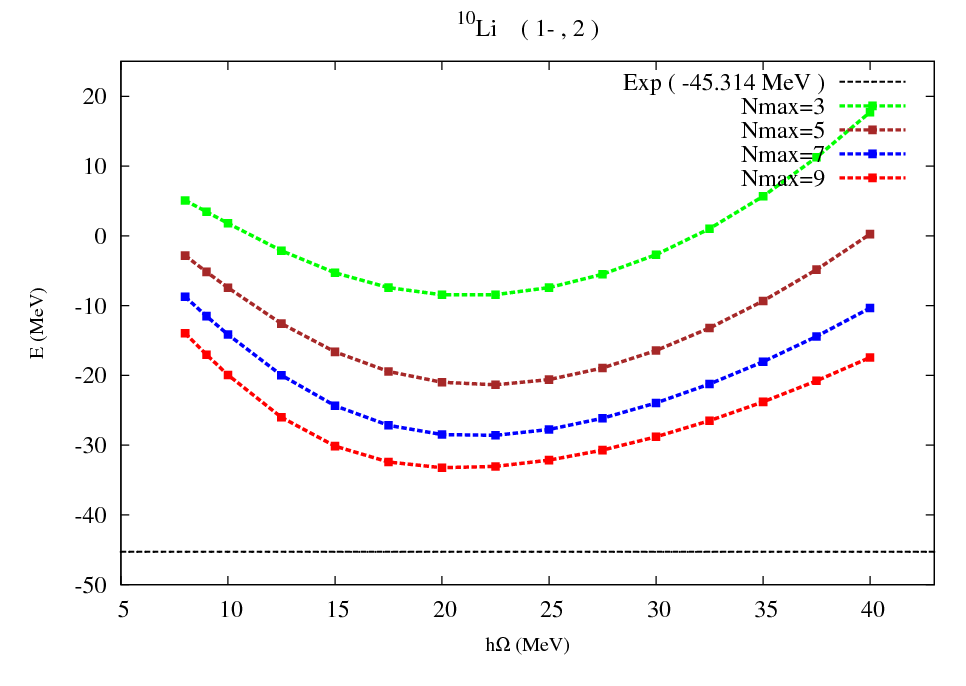 10Li ( 1- , 2 )
Exp ( -45.314 MeV )
Nmax=3
Nmax=5
Nmax=7
Nmax=9
20
10
0
-10
-20
-30
-40
-50
E (MeV)
5 10 15 20 25 30 35 40
hΩ (MeV)